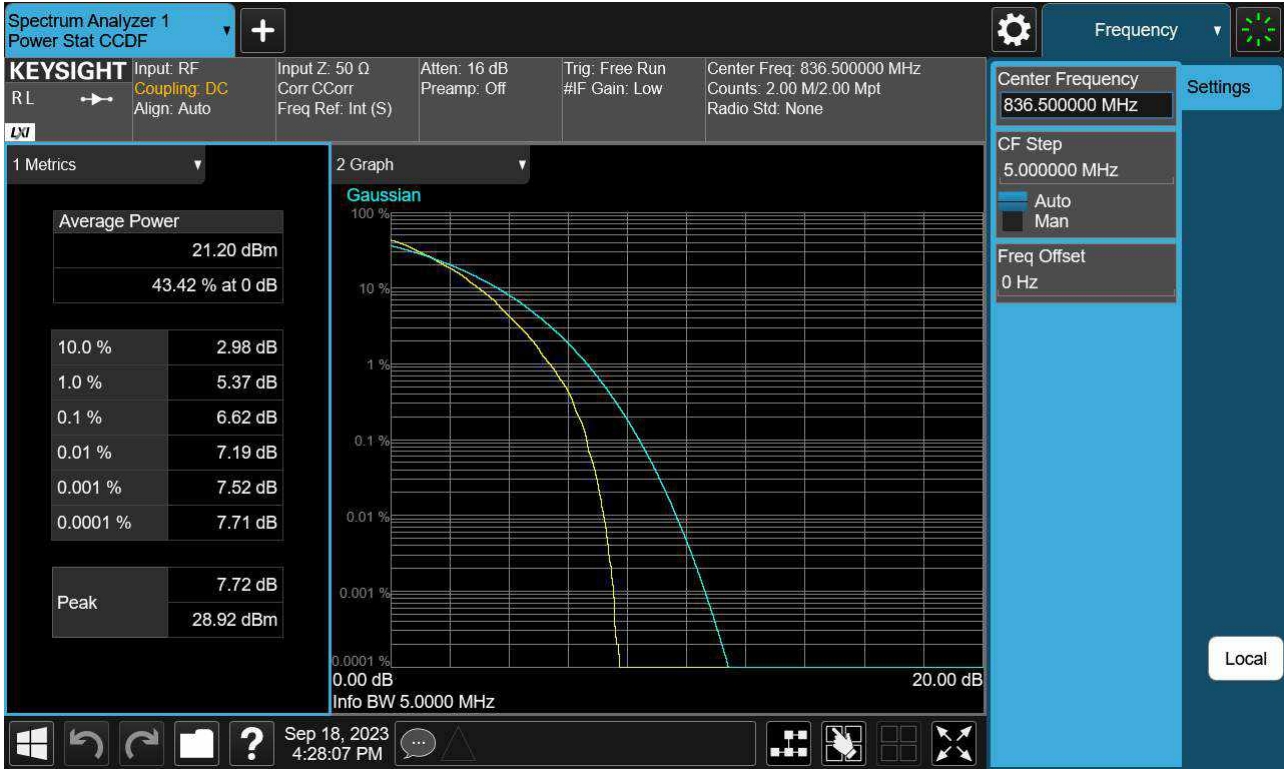 Spectrum Analyzer 1
Power Stat CCDF
Frequency
KEYSIGHT
R L
LXI
Input: RF
Coupling: DC
Align: Auto
Input Z: 50 Ω
Corr CCorr
Freq Ref: Int (S)
Atten: 16 dB
Preamp: Off
Trig: Free Run
#IF Gain: Low
Center Freq: 836.500000 MHz
Counts: 2.00 M/2.00 Mpt
Radio Std: None
Center Frequency
836.500000 MHz
Settings
CF Step
5.000000 MHz
Auto
Man
Freq Offset
0 Hz
Local
1 Metrics
Average Power
21.20 dBm
43.42 % at 0 dB
10.0 % 2.98 dB
1.0 % 5.37 dB
0.1 % 6.62 dB
0.01 % 7.19 dB
0.001 % 7.52 dB
0.0001 % 7.71 dB
Peak
7.72 dB
28.92 dBm
2 Graph
Gaussian
100 %
10 %
1 %
0.1 %
0.01 %
0.001 %
0.0001 %
0.00 dB 20.00 dB
Info BW 5.0000 MHz
?
Sep 18, 2023
4:28:07 PM